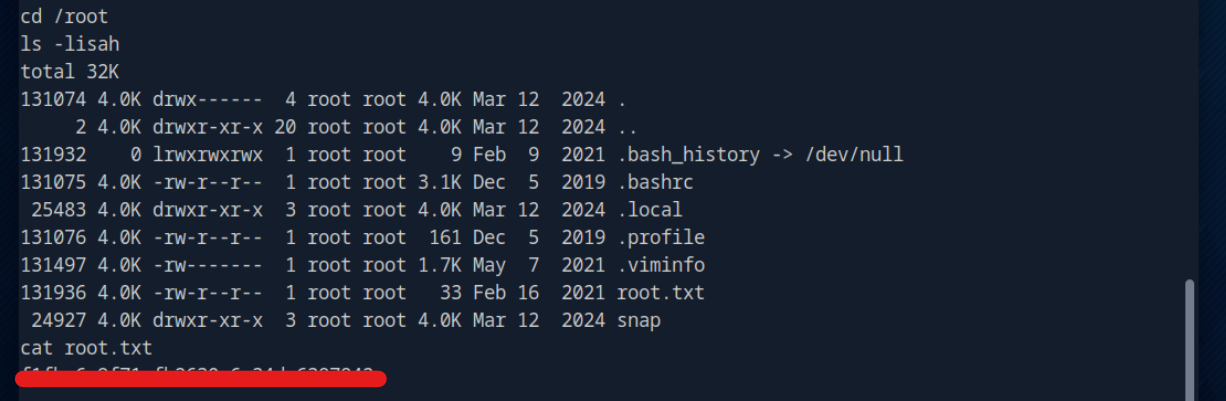 cd /root
ls -lisah
total 32K
131074 4.0K drwx------  4 root root 4.0K Mar 12  2024 .
     2 4.0K drwxr-xr-x 20 root root 4.0K Mar 12  2024 ..
131932    0 lrwxrwxrwx  1 root root    9 Feb  9  2021 .bash_history -> /dev/null
131075 4.0K -rw-r--r--  1 root root 3.1K Dec  5  2019 .bashrc
 25483 4.0K drwxr-xr-x  3 root root 4.0K Mar 12  2024 .local
131076 4.0K -rw-r--r--  1 root root  161 Dec  5  2019 .profile
131497 4.0K -rw-------  1 root root 1.7K May  7  2021 .viminfo
131936 4.0K -rw-r--r--  1 root root   33 Feb 16  2021 root.txt
 24927 4.0K drwxr-xr-x  3 root root 4.0K Mar 12  2024 snap
cat root.txt